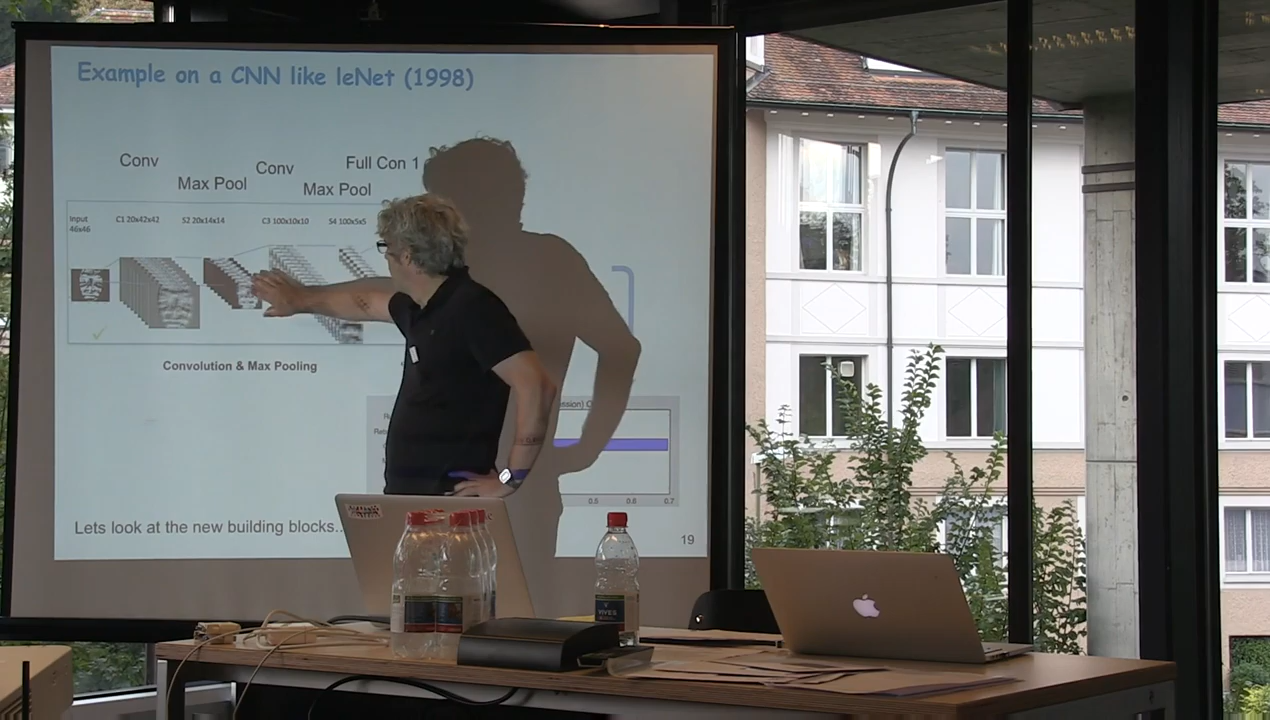 Example on a CNN like leNet (1998)
Conv
Max Pool
Conv
Max Pool
Full Con 1
Input
46x46
C1 20x42x42
S2 20x14x14
C3 100x10x10
S4 100x5x5
Convolution & Max Pooling
0.5 0.6 0.7
Lets look at the new building blocks..
19